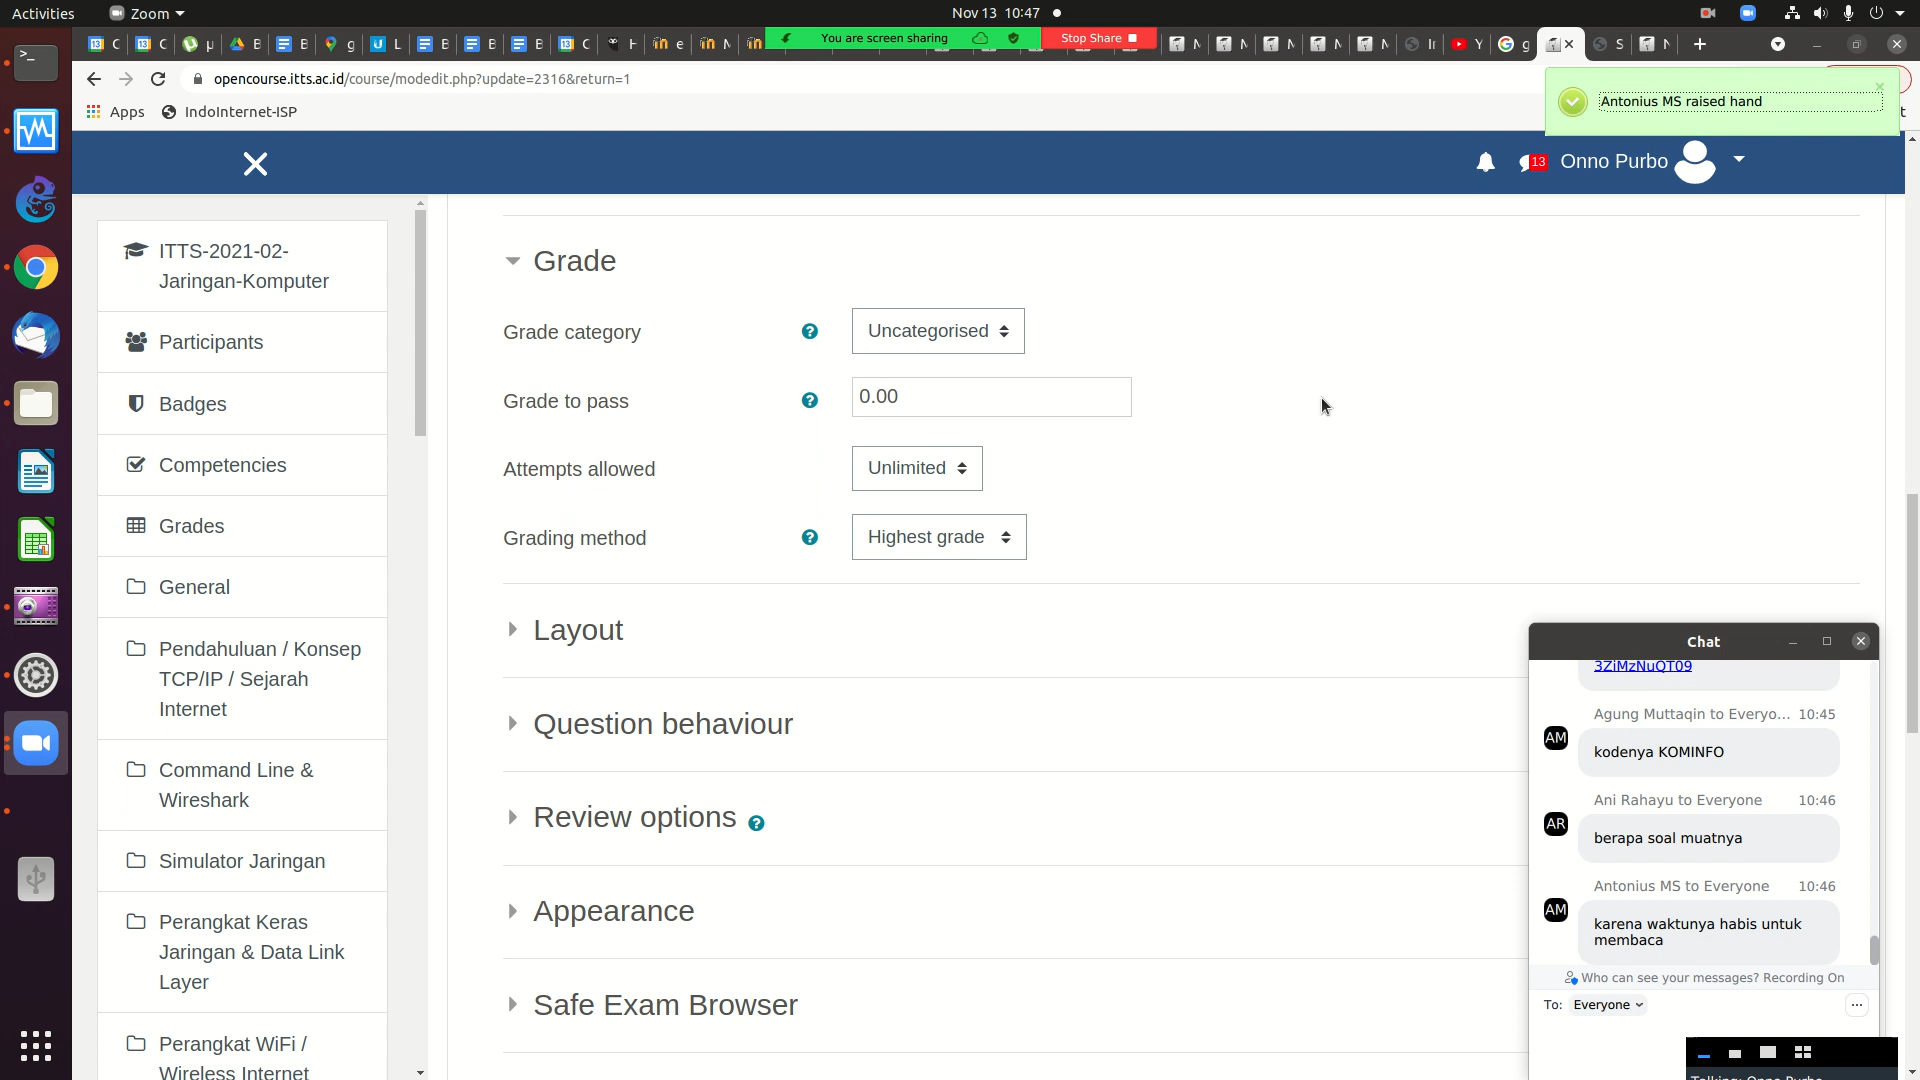 Activities
Zoom
Nov 13 10:47
You are screen sharing
Stop Share
opencourse.itts.ac.id/course/modedit.php?update=2316&return=1
Apps
IndoInternet-ISP
Antonius MS raised hand
13
Onno Purbo
ITTS-2021-02-
Jaringan-Komputer
Participants
Badges
Competencies
Grades
General
Pendahuluan / Konsep
TCP/IP / Sejarah
Internet
Command Line &
Wireshark
Simulator Jaringan
Perangkat Keras
Jaringan & Data Link
Layer
Perangkat WiFi /
Wireless Internet
Grade
Grade category
Uncategorised
Grade to pass
0.00
Attempts allowed
Unlimited
Grading method
Highest grade
Layout
Question behaviour
Review options
Appearance
Safe Exam Browser
Chat
3ZiMzNuQT09
Agung Muttaqin to Everyo... 10:45
AM
kodenya KOMINFO
Ani Rahayu to Everyone 10:46
AR
berapa soal muatnya
Antonius MS to Everyone 10:46
AM
karena waktunya habis untuk
membaca
Who can see your messages? Recording On
To: Everyone
Talking: Onno Purbo